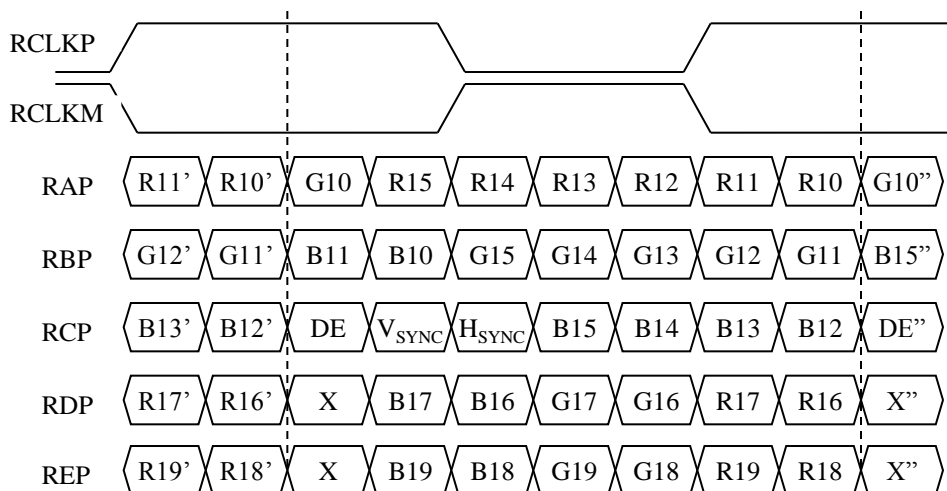 RCLKP
RCLKM
RAP R11’ R10’ G10 R15 R14 R13 R12 R11 R10 G10”
RBP G12’ G11’ B11 B10 G15 G14 G13 G12 G11 B15”
RCP B13’ B12’ DE VSYNC HSYNC B15 B14 B13 B12 DE”
RDP R17’ R16’ X B17 B16 G17 G16 R17 R16 X”
REP R19’ R18’ X B19 B18 G19 G18 R19 R18 X”